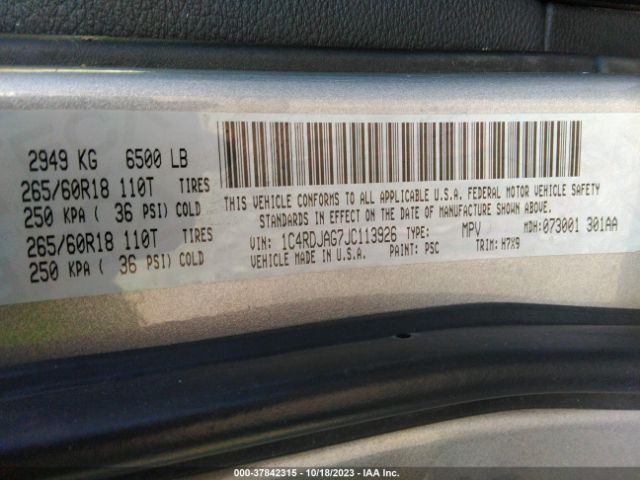 2949 KG 6500 LB
265/60R18 110T TIRES
250 KPA ( 36 PSI) COLD
265/60R18 110T TIRES
250 KPA ( 36 PSI) COLD
THIS VEHICLE CONFORMS TO ALL APPLICABLE U.S.A. FEDERAL MOTOR VEHICLE SAFETY
STANDARDS IN EFFECT ON THE DATE OF MANUFACTURE SHOWN ABOVE.
VIN: 1C4RDJAG7JC113926 TYPE: MPV MDH: 073001 301AA
VEHICLE MADE IN U.S.A. PAINT: PSC TRIM: H7X9
000-37842315 - 10/18/2023 - IAA Inc.